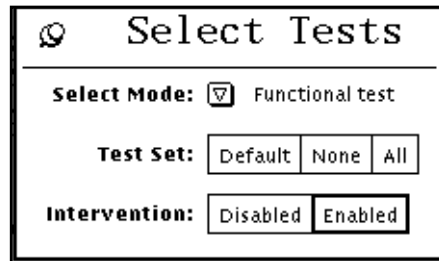 Select Tests
Select Mode: Functional test
Test Set: Default None All
Intervention: Disabled Enabled